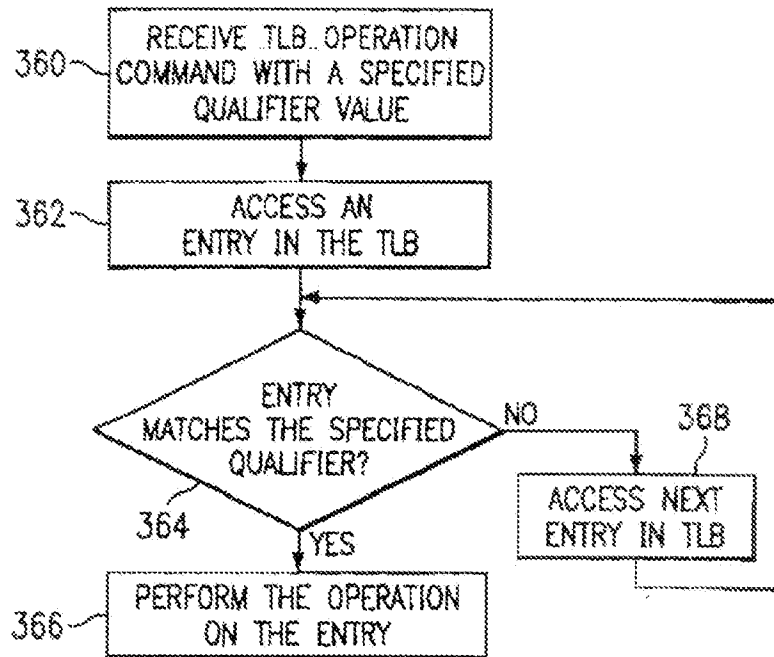 360
RECEIVE TLB OPERATION
COMMAND WITH A SPECIFIED
QUALIFIER VALUE
362
ACCESS AN
ENTRY IN THE TLB
ENTRY
MATCHES THE SPECIFIED
QUALIFIER?
364
NO
368
ACCESS NEXT
ENTRY IN TLB
YES
366
PERFORM THE OPERATION
ON THE ENTRY